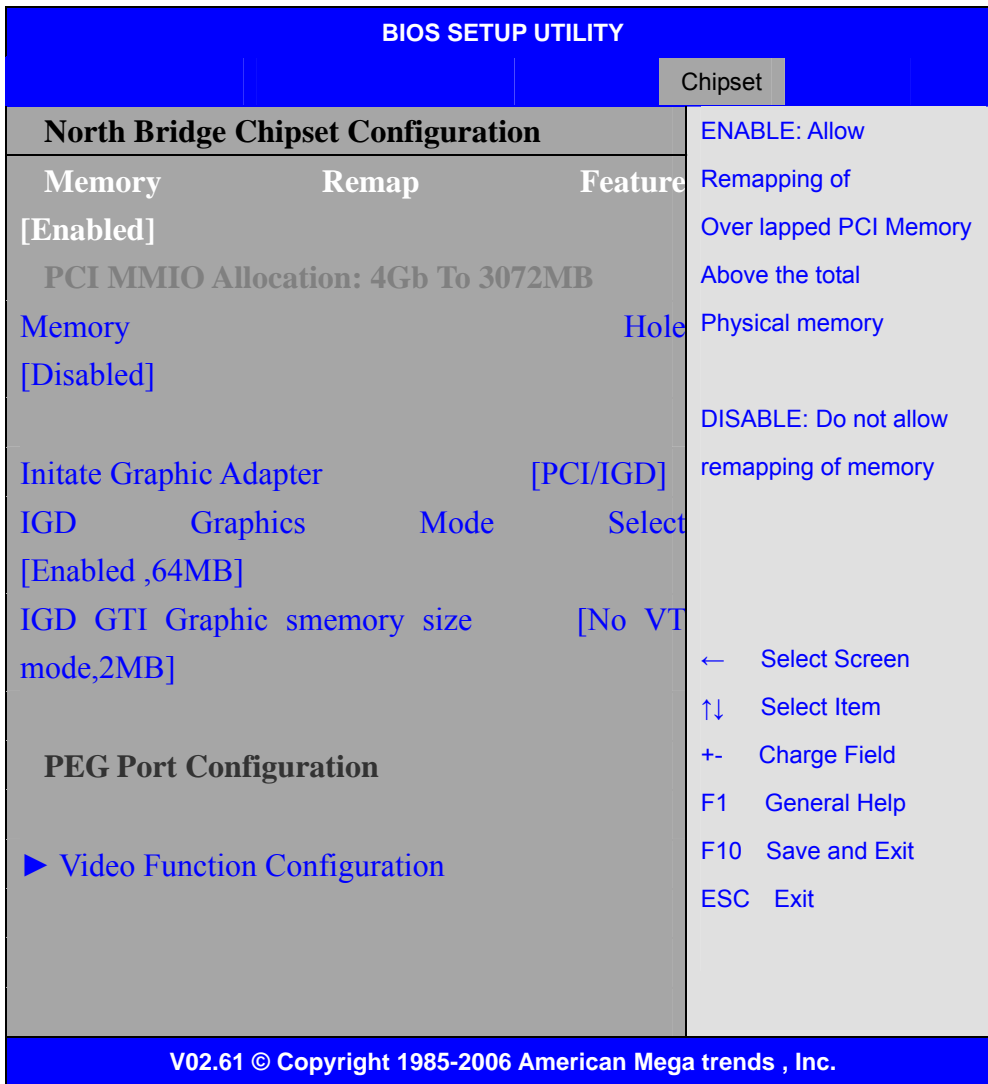 BIOS SETUP UTILITY
Chipset
North Bridge Chipset Configuration
Memory Remap Feature
[Enabled]
PCI MMIO Allocation: 4Gb To 3072MB
Memory Hole
[Disabled]
Initate Graphic Adapter [PCI/IGD]
IGD Graphics Mode Select
[Enabled ,64MB]
IGD GTI Graphic smemory size [No VT
mode,2MB]
PEG Port Configuration
► Video Function Configuration
ENABLE: Allow
Remapping of
Over lapped PCI Memory
Above the total
Physical memory
DISABLE: Do not allow
remapping of memory
← Select Screen
↑↓ Select Item
+- Charge Field
F1 General Help
F10 Save and Exit
ESC Exit
V02.61 © Copyright 1985-2006 American Mega trends , Inc.